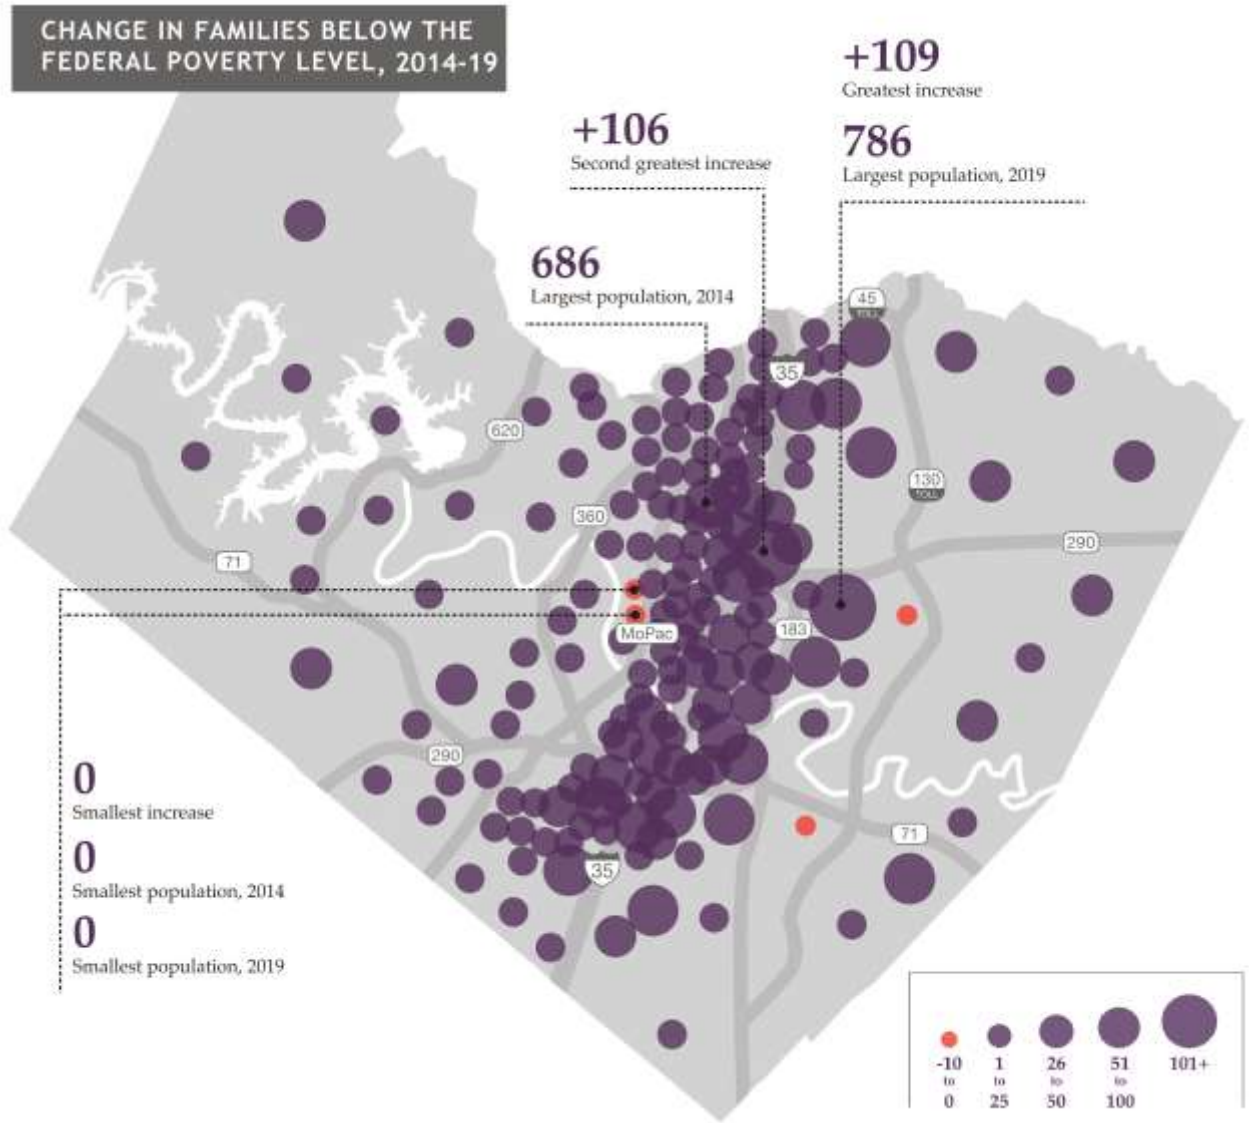 CHANGE IN FAMILIES BELOW THE
FEDERAL POVERTY LEVEL, 2014-19
+109
Greatest increase
786
Largest population, 2019
+106
Second greatest increase
686
Largest population, 2014
45
TOLL
35
620
130
TOLL
360
290
71
183
MoPac
290
71
35
0
Smallest increase
0
Smallest population, 2014
0
Smallest population, 2019
-10 1 26 51 101+
to to to to
0 25 50 100